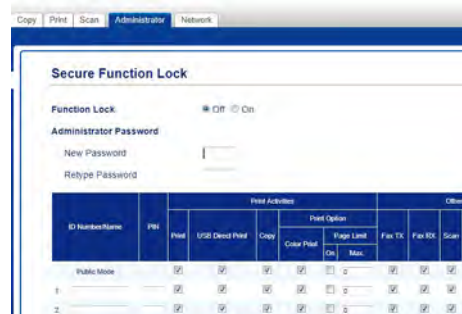 Copy Print Scan Administrator Network
Secure Function Lock
Function Lock Off On
Administrator Password
New Password
Retype Password
Print Activities Other
Print Option
ID Number/Name PIN Print USB Direct Print Copy Color Print Page Limit Fax TX Fax RX Scan
On Max.
Public Mode 0
1 0
2 0